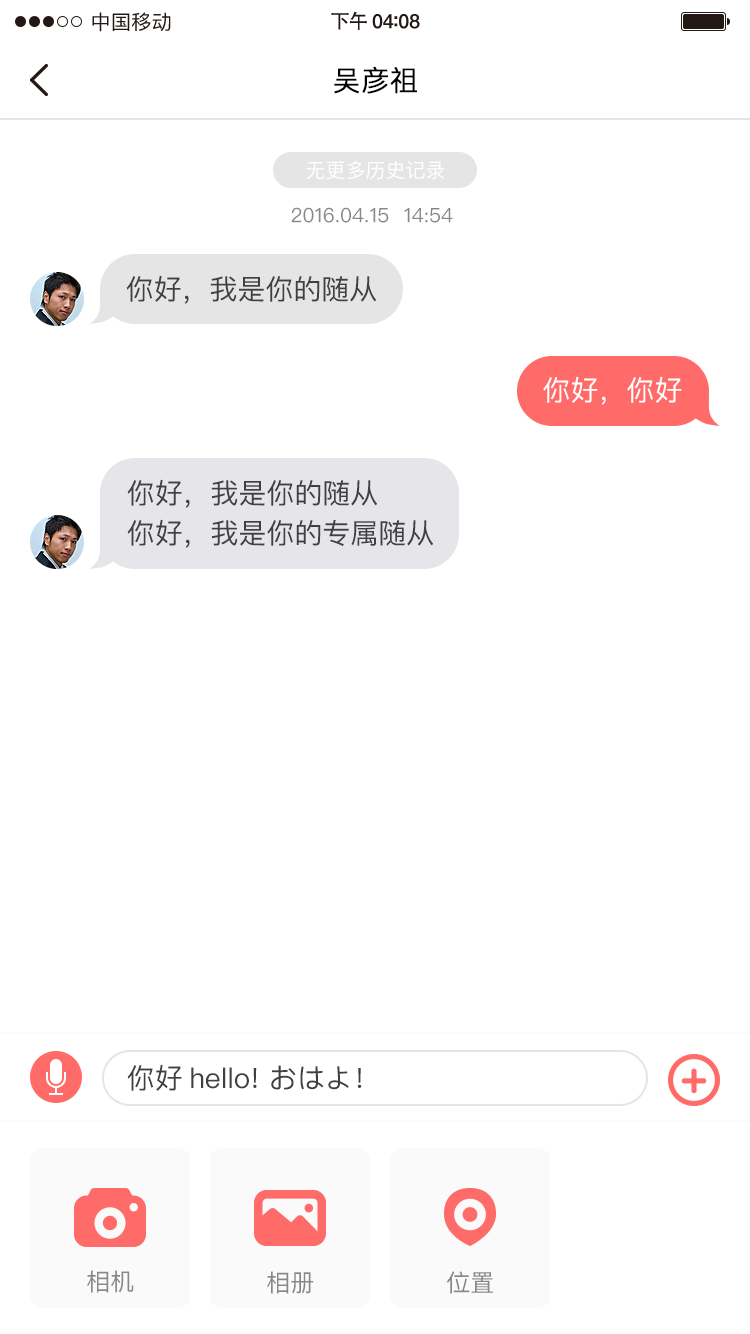 中国移动
下午 04:08
吴彦祖
无更多历史记录
2016.04.15 14:54
你好，我是你的随从
你好，你好
你好，我是你的随从
你好，我是你的专属随从
你好 hello! おはよ！
相机
相册
位置